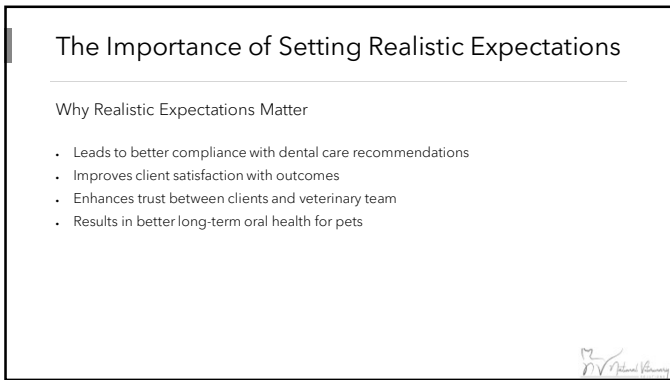 The Importance of Setting Realistic Expectations
Why Realistic Expectations Matter
• Leads to better compliance with dental care recommendations
• Improves client satisfaction with outcomes
• Enhances trust between clients and veterinary team
• Results in better long-term oral health for pets
Natural